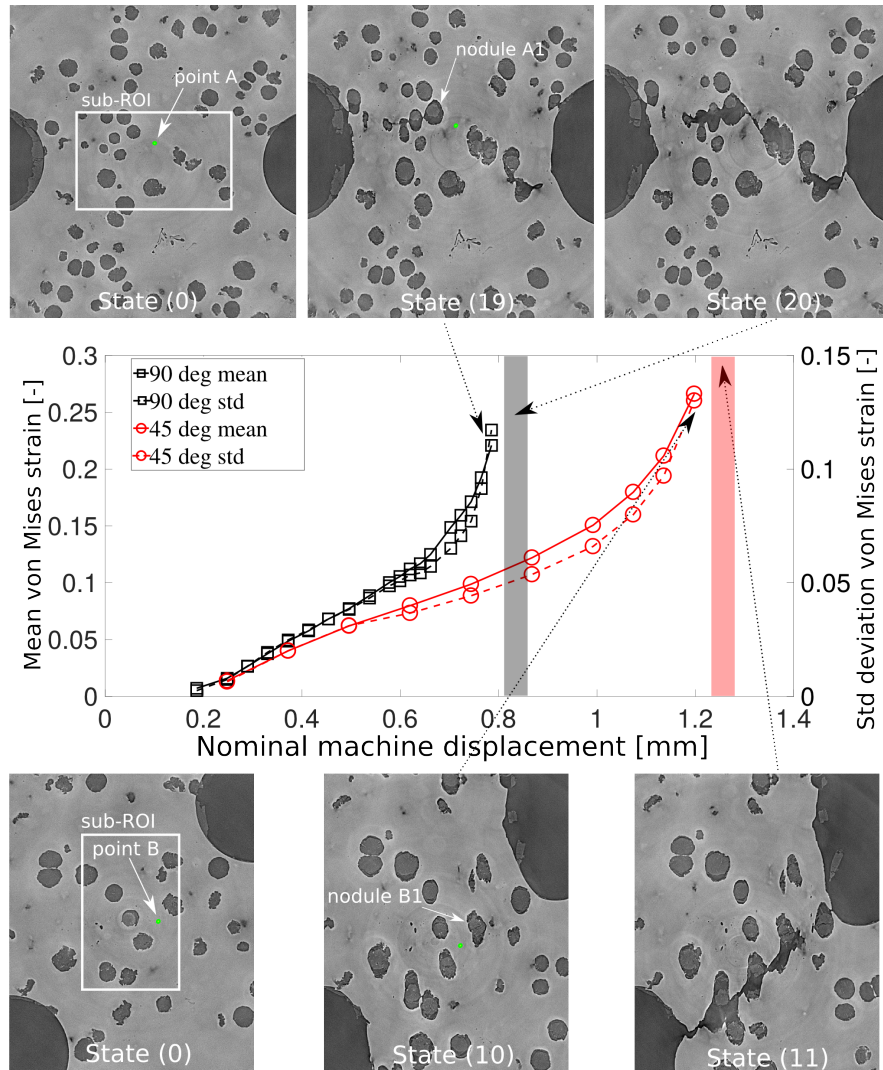 nodule A1
point A
sub-ROI
State (0)
State (19)
State (20)
Mean von Mises strain [-]
0.3
0.25
0.2
0.15
0.1
0.05
0
90 deg mean
90 deg std
45 deg mean
45 deg std
0.15
0.1
0.05
0
Std deviation von Mises strain [-]
0 0.2 0.4 0.6 0.8 1 1.2 1.4
Nominal machine displacement [mm]
sub-ROI
point B
nodule B1
State (0)
State (10)
State (11)